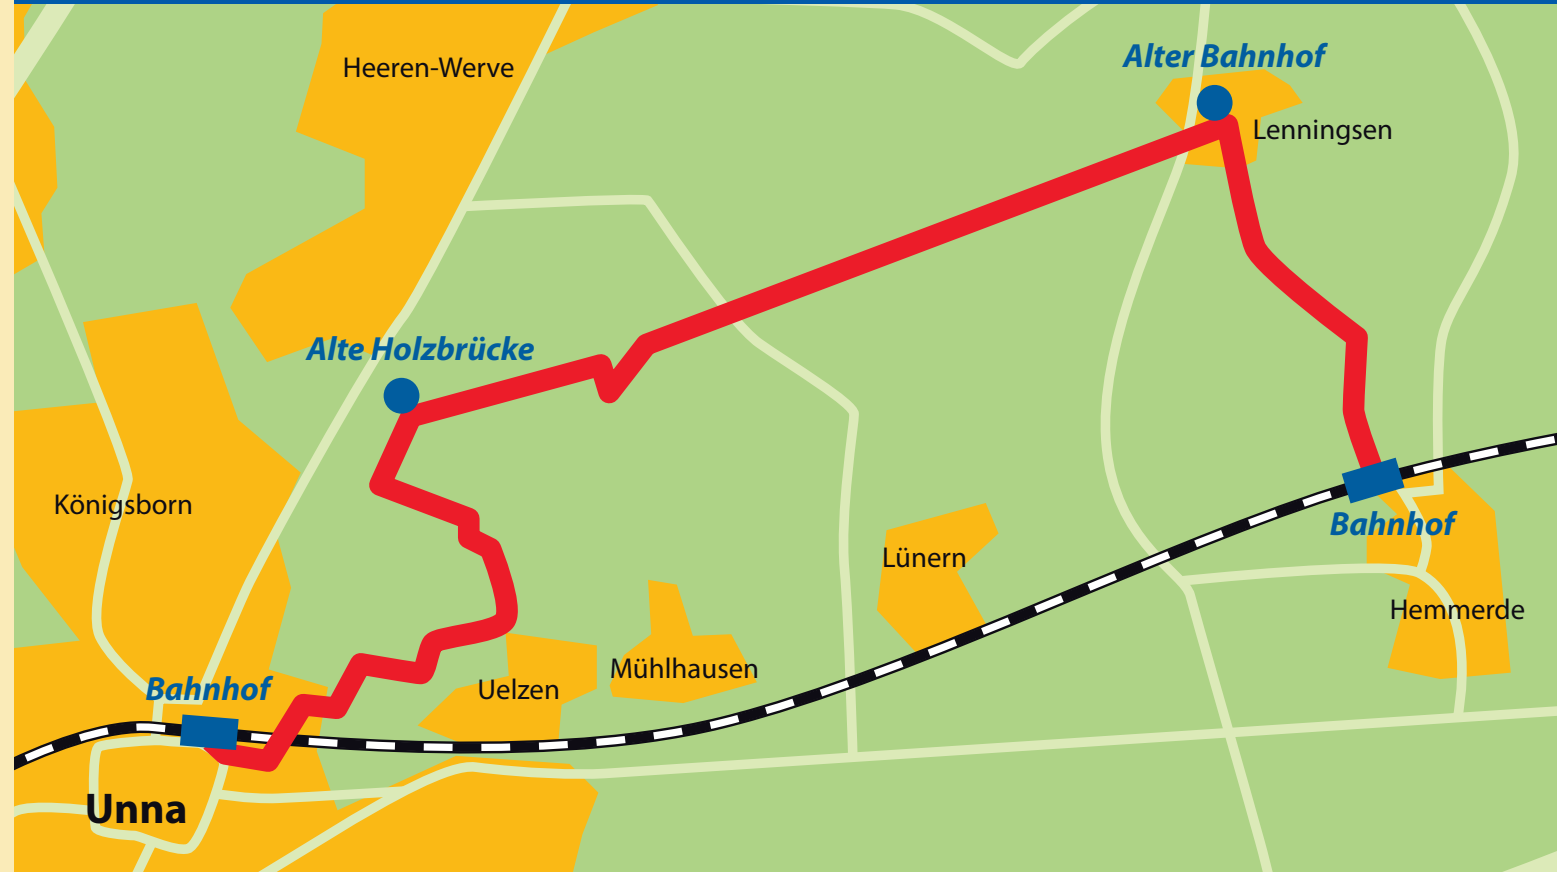 Alter Bahnhof
Heeren-Werve
Lenningsen
Alte Holzbrücke
Königsborn
Bahnhof
Lünern
Hemmerde
Mühlhausen
Bahnhof
Uelzen
Unna